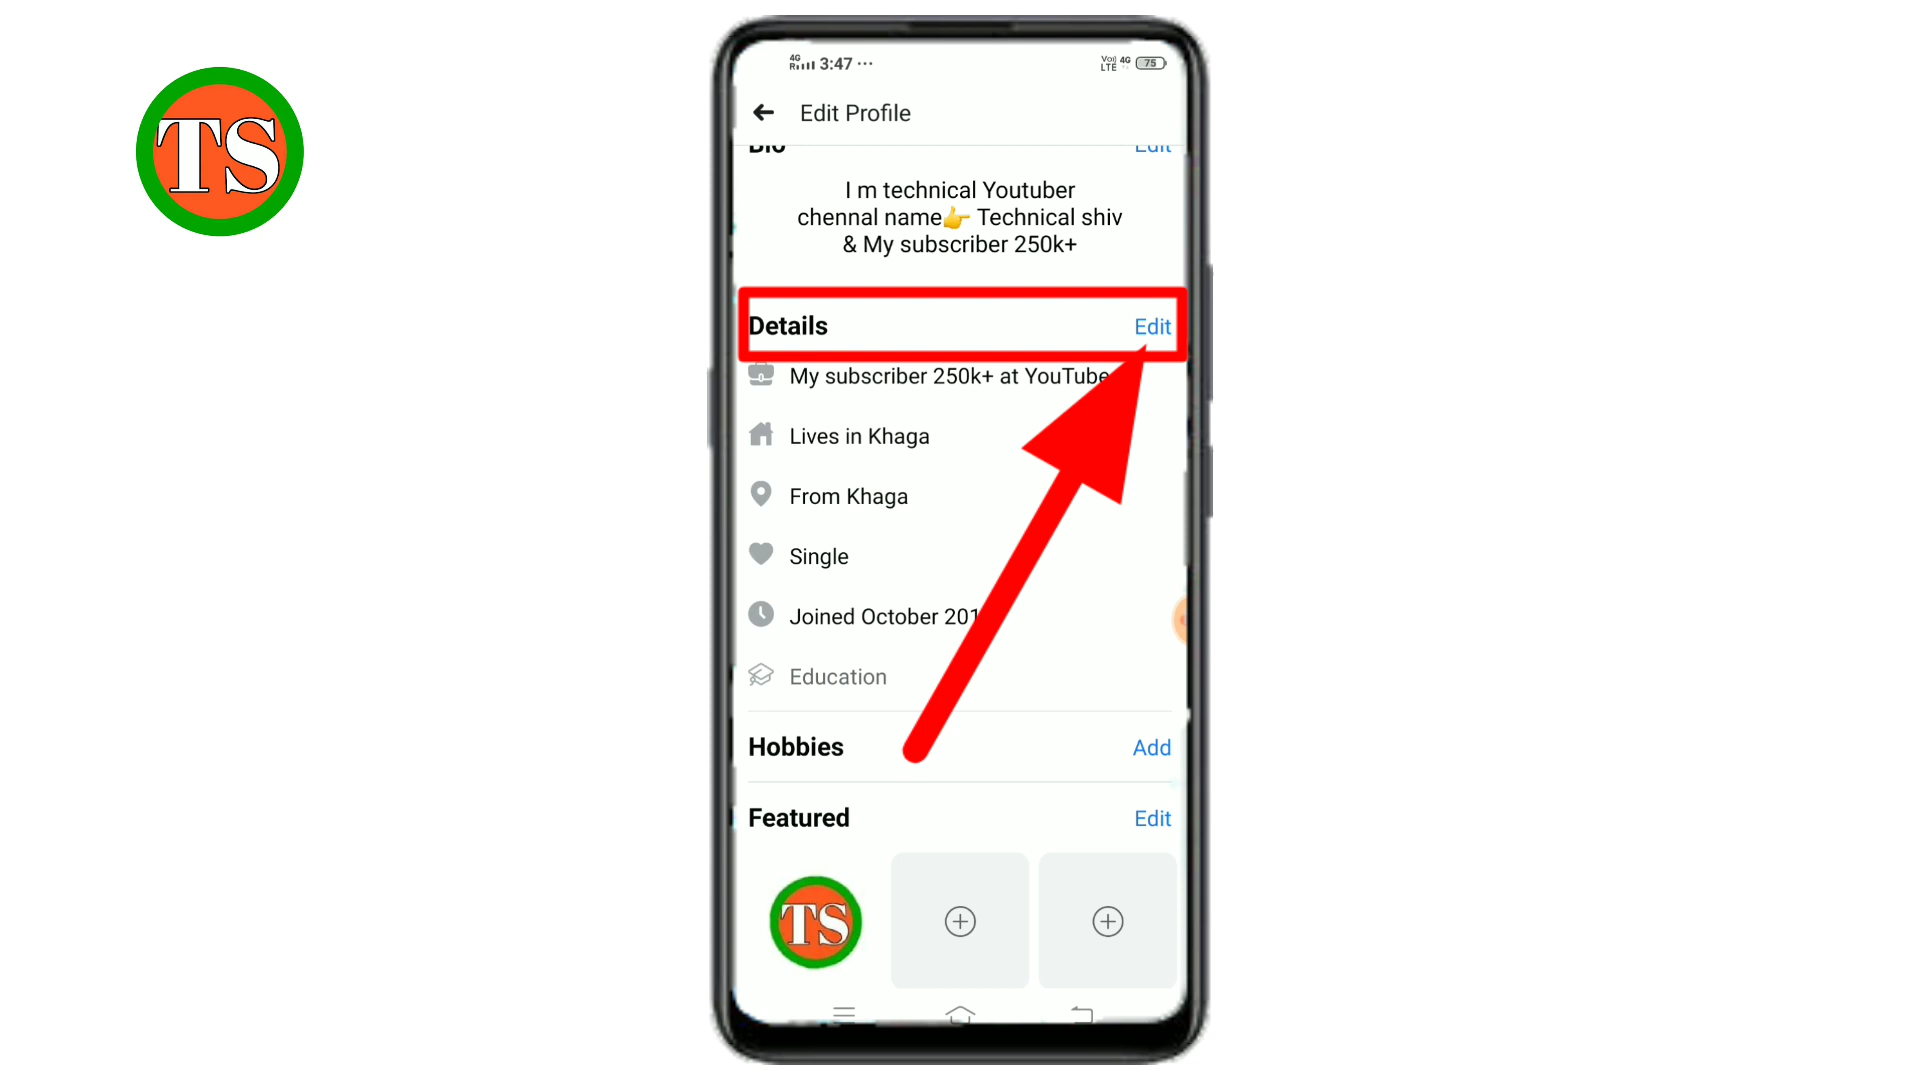 TS
4G
R 3:47 ...
Vo) 4G
LTE 75
Edit Profile
Bio Edit
I m technical Youtuber
chennal name👉 Technical shiv
& My subscriber 250k+
Details Edit
My subscriber 250k+ at YouTube
Lives in Khaga
From Khaga
Single
Joined October 201
Education
Hobbies Add
Featured Edit
TS